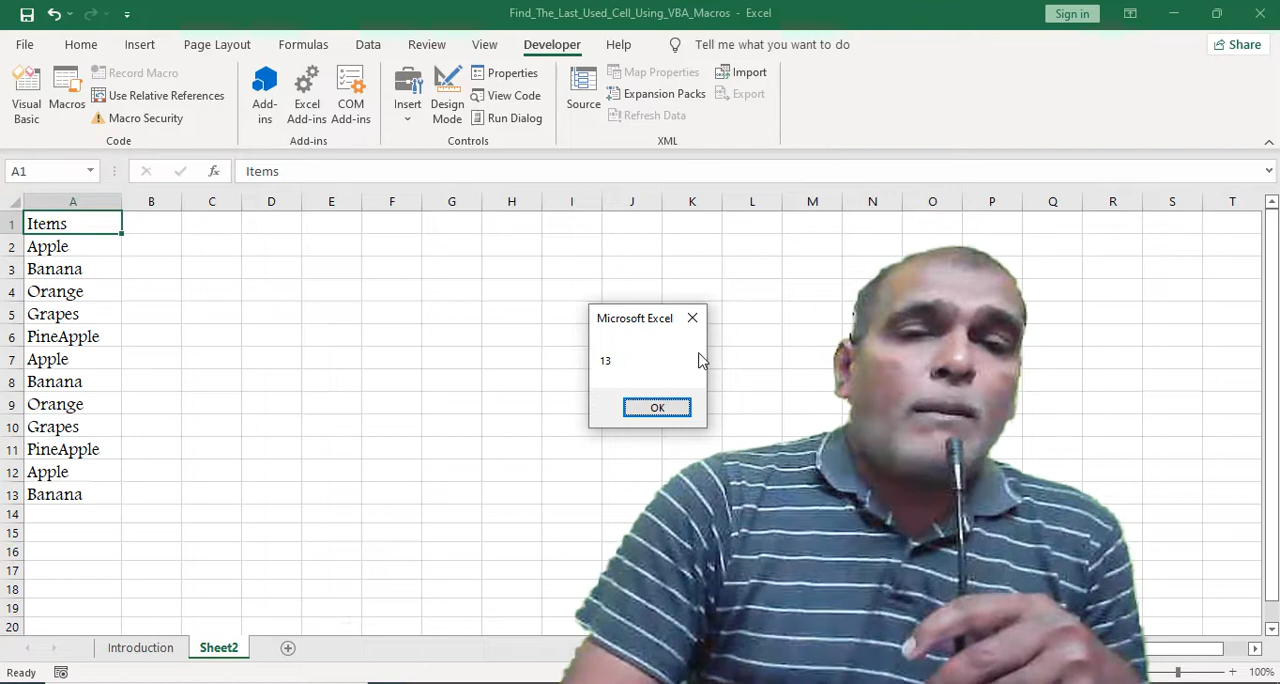 Find_The_Last_Used_Cell_Using_VBA_Macros - Excel
Sign in
File Home Insert Page Layout Formulas Data Review View Developer Help Tell me what you want to do Share
Visual Basic
Macros
Record Macro
Use Relative References
Macro Security
Code
Add-ins
Excel Add-ins
COM Add-ins
Add-ins
Insert
Design Mode
Properties
View Code
Run Dialog
Controls
Source
Map Properties
Expansion Packs
Refresh Data
Import
Export
XML
A1 fx Items
A B C D E F G H I J K L M N O P Q R S T
1 Items
2 Apple
3 Banana
4 Orange
5 Grapes
6 PineApple
7 Apple
8 Banana
9 Orange
10 Grapes
11 PineApple
12 Apple
13 Banana
14
15
16
17
18
19
20
Microsoft Excel
13
OK
Introduction Sheet2
Ready
100%